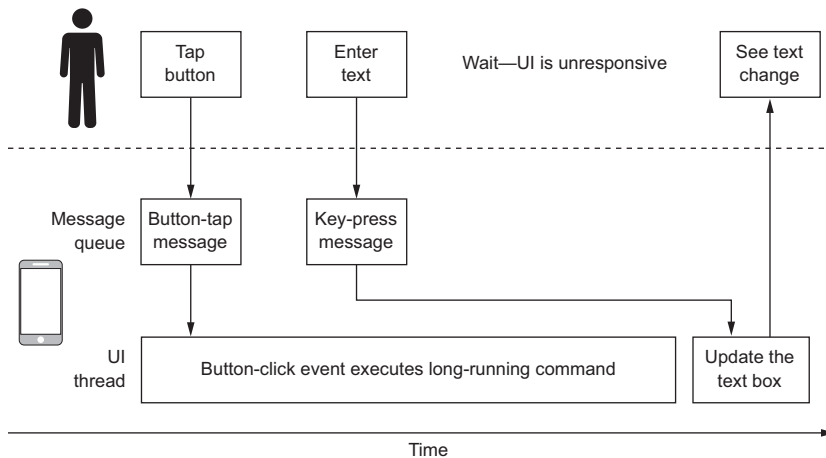 Tap
button
Enter
text
Wait—UI is unresponsive
See text
change
Message
queue
Button-tap
message
Key-press
message
UI
thread
Button-click event executes long-running command
Update the
text box
Time